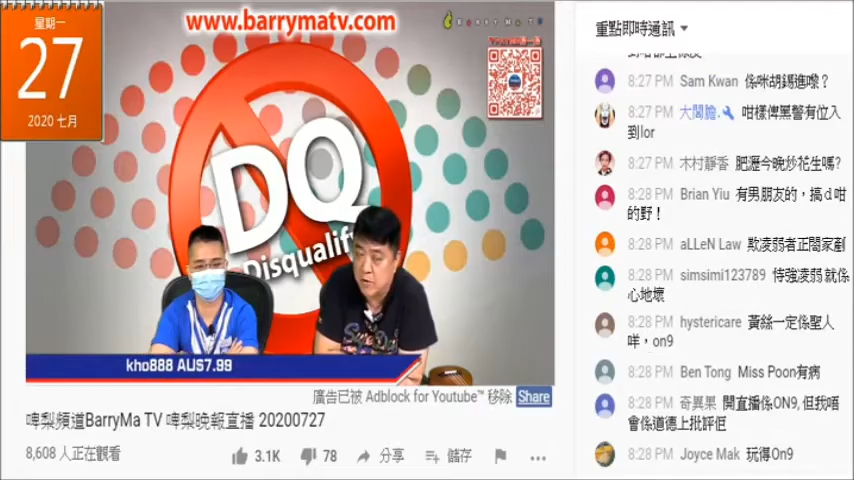 星期一
27
2020 七月
www.barrymatv.com
DQ
Disqualify
kho888 AUS7.99
廣告已被 Adblock for Youtube™ 移除 Share
啤梨頻道BarryMa TV 啤梨晚報直播 20200727
8,608 人正在觀看
3.1K
78
分享
儲存
重點即時通訊
8:27 PM Sam Kwan 係咪胡錫進嚟？
8:27 PM 大閪膽. 咁樣俾黑警有位入
到lor
8:27 PM 木村靜香 肥瀝今晚炒花生嗎?
8:28 PM Brian Yiu 有男朋友的，搞ｄ咁
的野！
8:28 PM aLLeN Law 欺凌弱者正閪家剷
8:28 PM simsimi123789 恃強凌弱 就係
心地壞
8:28 PM hystericare 黃絲一定係聖人
咩，on9
8:28 PM Ben Tong Miss Poon有病
8:28 PM 奇異果 開直播係ON9, 但我唔
會係道德上批評佢
8:28 PM Joyce Mak 玩得On9